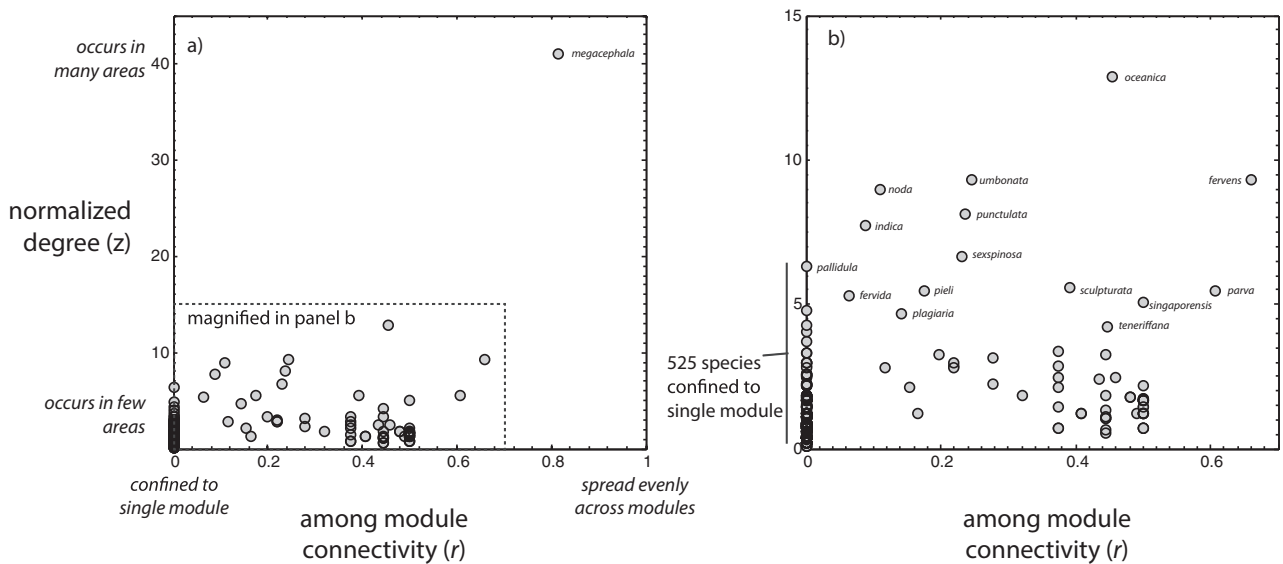 a)
occurs in
many areas
40
megacephala
30
normalized
degree (z)
20
magnified in panel b
10
occurs in few
areas
0
0
0.2
0.4
0.6
0.8
1
confined to
single module
spread evenly
across modules
among module
connectivity (r)
15
b)
oceanica
10
noda
umbonata
fervens
punctulata
indica
sexspinosa
pallidula
fervida
pieli
sculpturata
parva
5
plagiaria
singaporensis
teneriffana
525 species
confined to
single module
0
0
0.2
0.4
0.6
among module
connectivity (r)